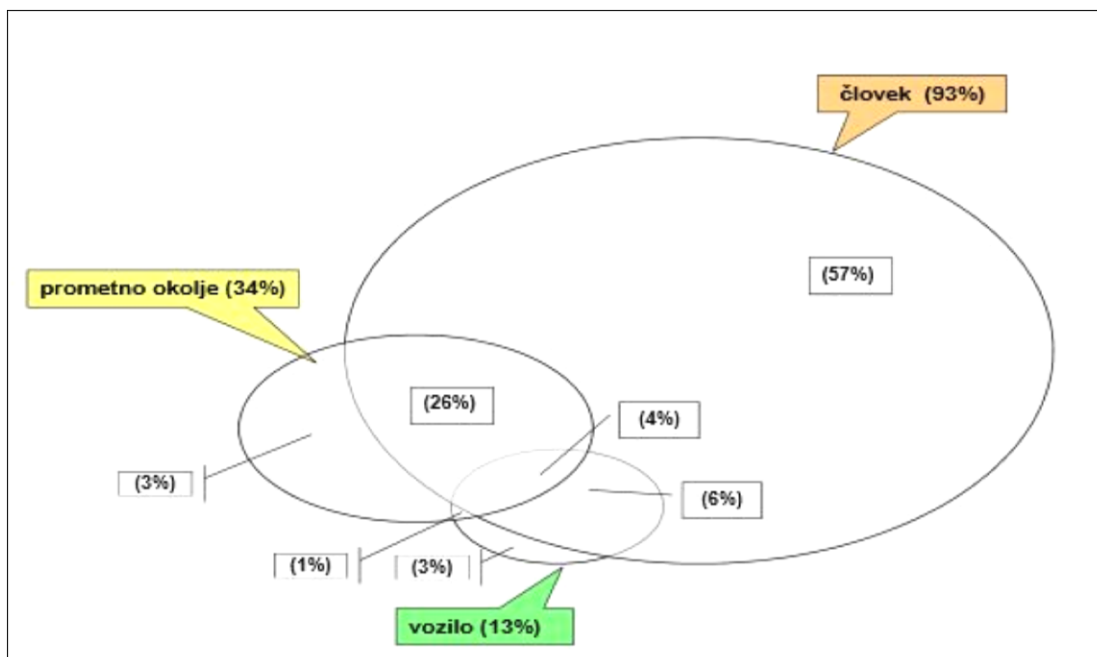 človek (93%)
(57%)
prometno okolje (34%)
(26%)
(4%)
(3%)
(6%)
(1%)
(3%)
vozilo (13%)